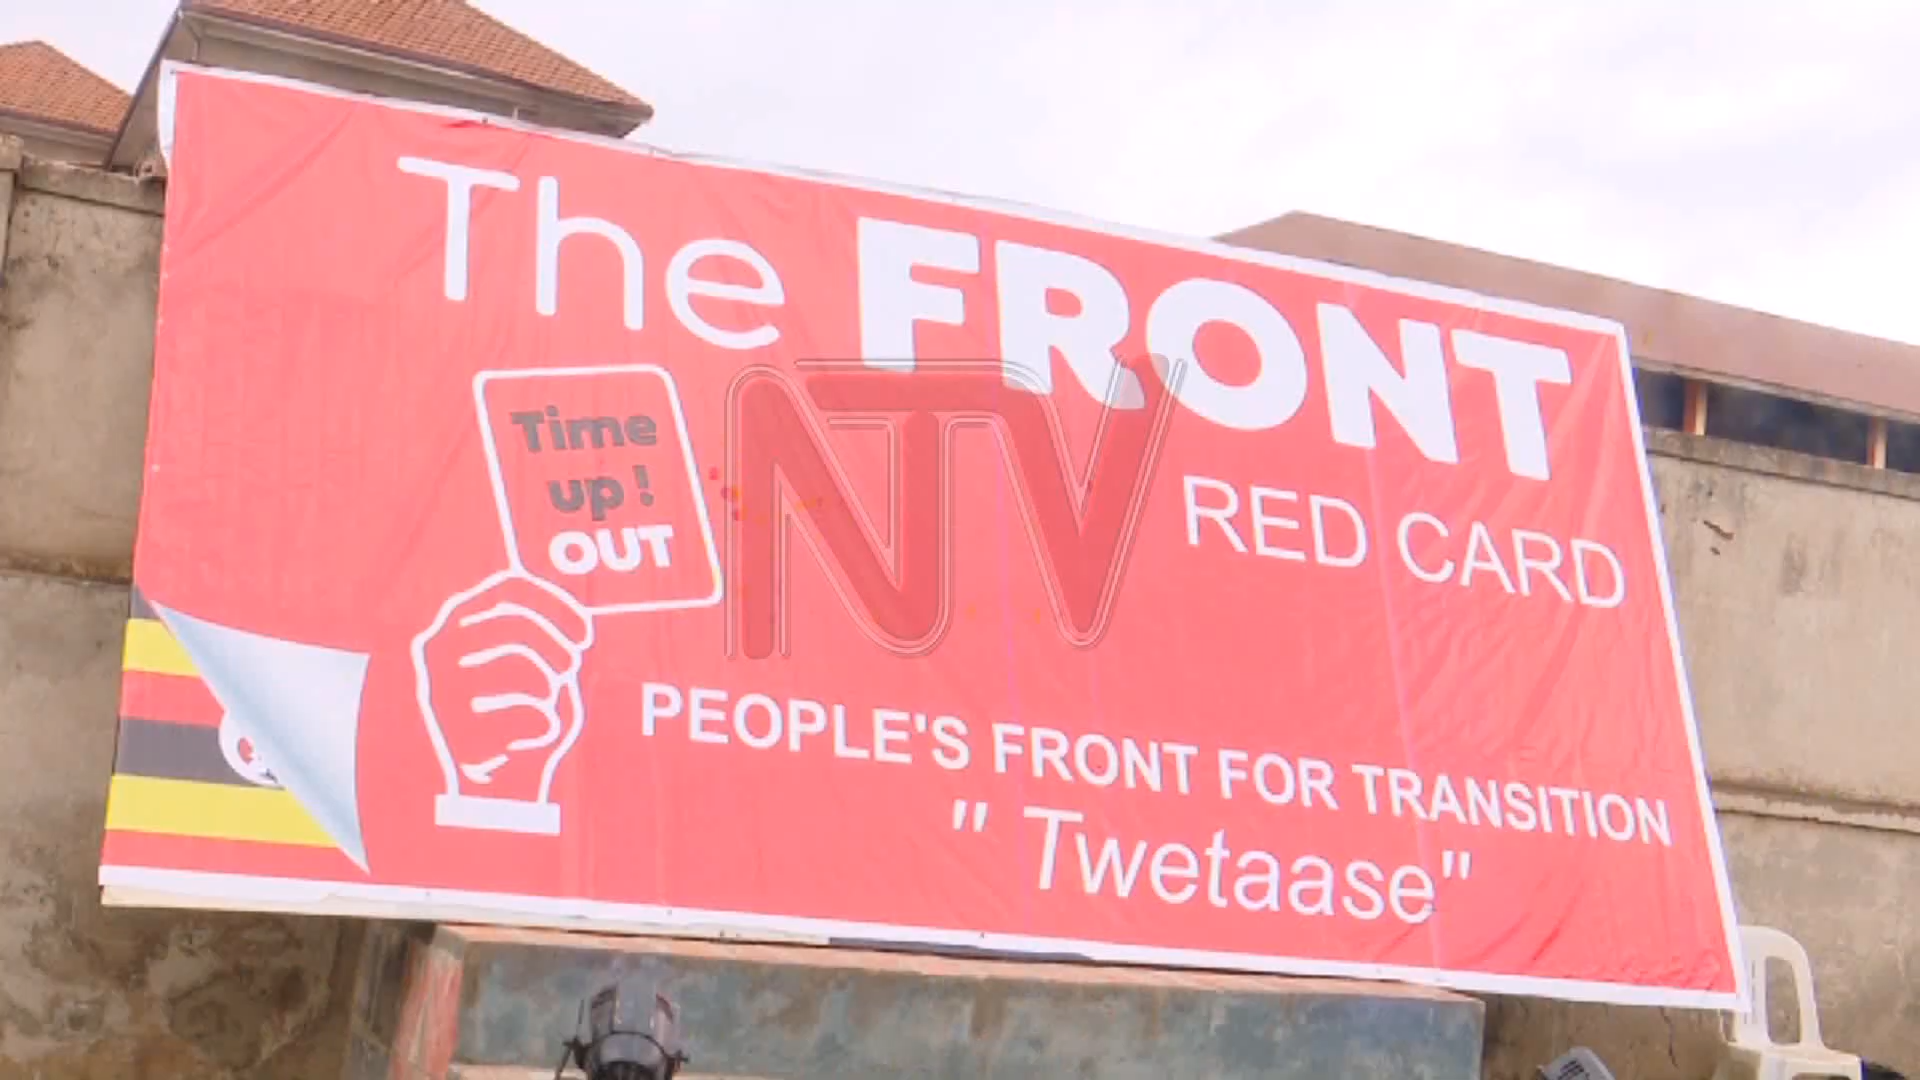 The FRONT
Time
up!
OUT
NTV
RED CARD
PEOPLE'S FRONT FOR TRANSITION
" Twetaase"